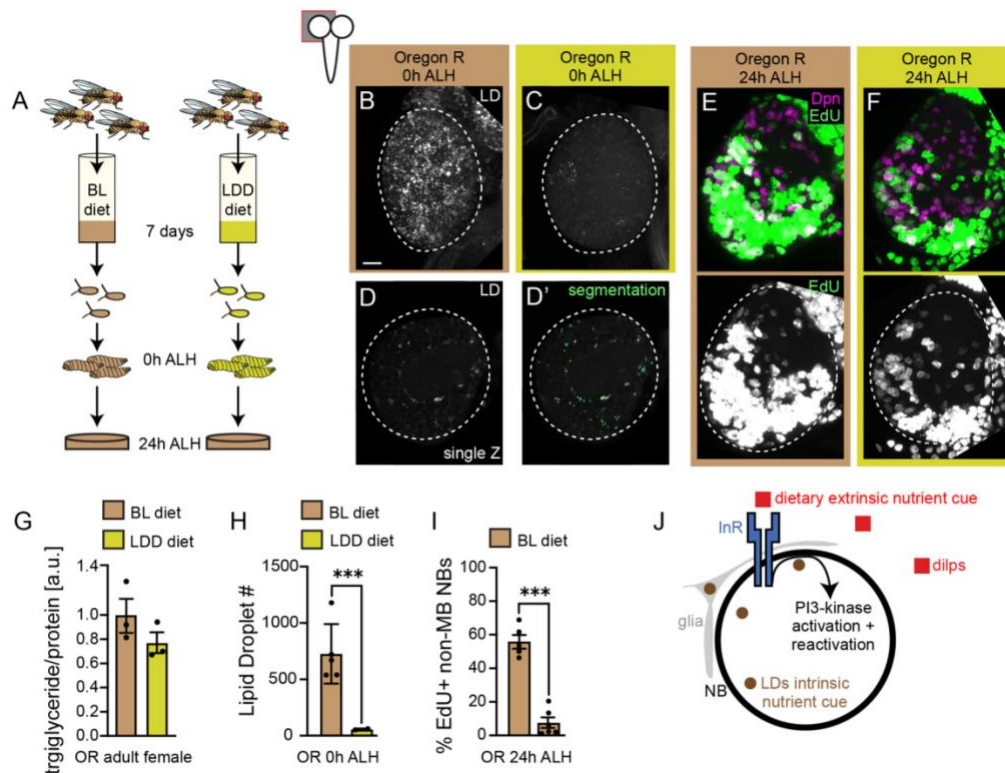 A
BL
diet
LDD
diet
7 days
0h ALH
24h ALH
Oregon R
0h ALH
Oregon R
0h ALH
Oregon R
24h ALH
Oregon R
24h ALH
B
LD
C
E
Dpn
EdU
F
D
LD
single Z
D'
segmentation
EdU
G
BL diet
LDD diet
trgiglyceride/protein [a.u.]
1.4
1.2
1.0
0.8
0.6
0.4
0.2
0
OR adult female
H
BL diet
LDD diet
Lipid Droplet #
1500
1000
500
0
***
OR 0h ALH
I
BL diet
% EdU+ non-MB NBs
100
80
60
40
20
0
***
OR 24h ALH
J
dietary extrinsic nutrient cue
InR
dilps
glia
PI3-kinase
activation +
reactivation
NB
LDs intrinsic
nutrient cue